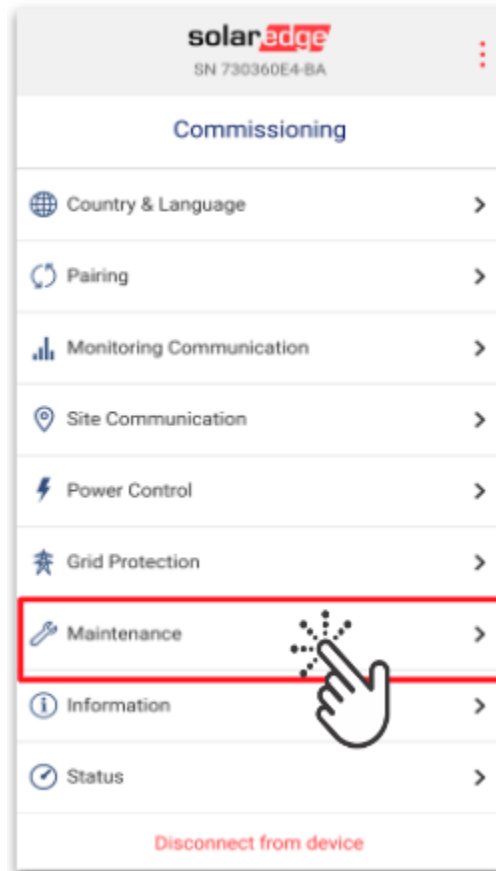 solaredge
SN 730360E4-BA
Commissioning
Country & Language
Pairing
Monitoring Communication
Site Communication
Power Control
Grid Protection
Maintenance
Information
Status
Disconnect from device